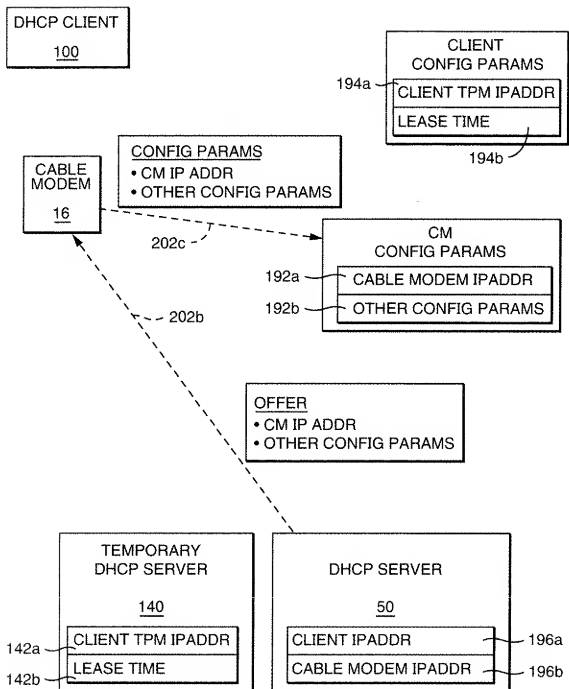 DHCP CLIENT
100
CLIENT
CONFIG PARAMS
194a
CLIENT TPM IPADDR
LEASE TIME
194b
CONFIG PARAMS
• CM IP ADDR
• OTHER CONFIG PARAMS
CABLE
MODEM
16
202c
CM
CONFIG PARAMS
192a
CABLE MODEM IPADDR
192b
OTHER CONFIG PARAMS
202b
OFFER
• CM IP ADDR
• OTHER CONFIG PARAMS
TEMPORARY
DHCP SERVER
140
142a
CLIENT TPM IPADDR
142b
LEASE TIME
DHCP SERVER
50
CLIENT IPADDR
196a
CABLE MODEM IPADDR
196b